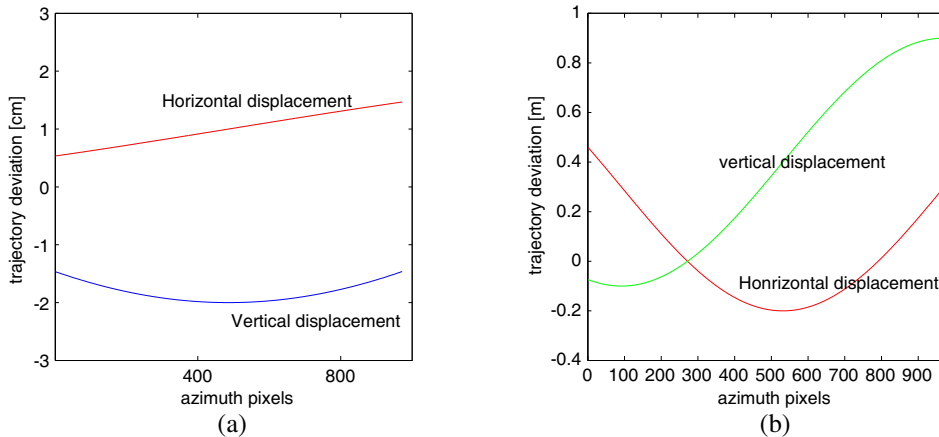 3
2
1
0
-1
-2
-3
400 800
trajectory deviation [cm]
azimuth pixels
Horizontal displacement
Vertical displacement
(a)
1
0.8
0.6
0.4
0.2
0
-0.2
-0.4
0 100 200 300 400 500 600 700 800 900
trajectory deviation [m]
azimuth pixels
vertical displacement
Honrizontal displacement
(b)